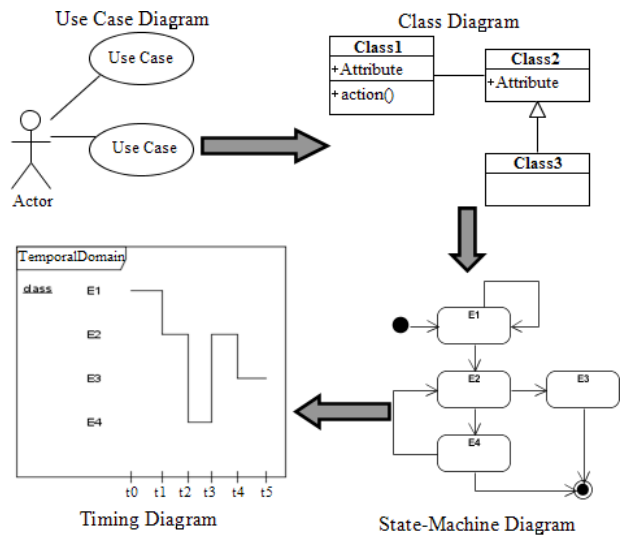 Use Case Diagram
Use Case
Use Case
Actor
Class Diagram
Class1
+Attribute
+action()
Class2
+Attribute
Class3
TemporalDomain
class
E1
E2
E3
E4
t0 t1 t2 t3 t4 t5
Timing Diagram
E1
E2
E3
E4
State-Machine Diagram